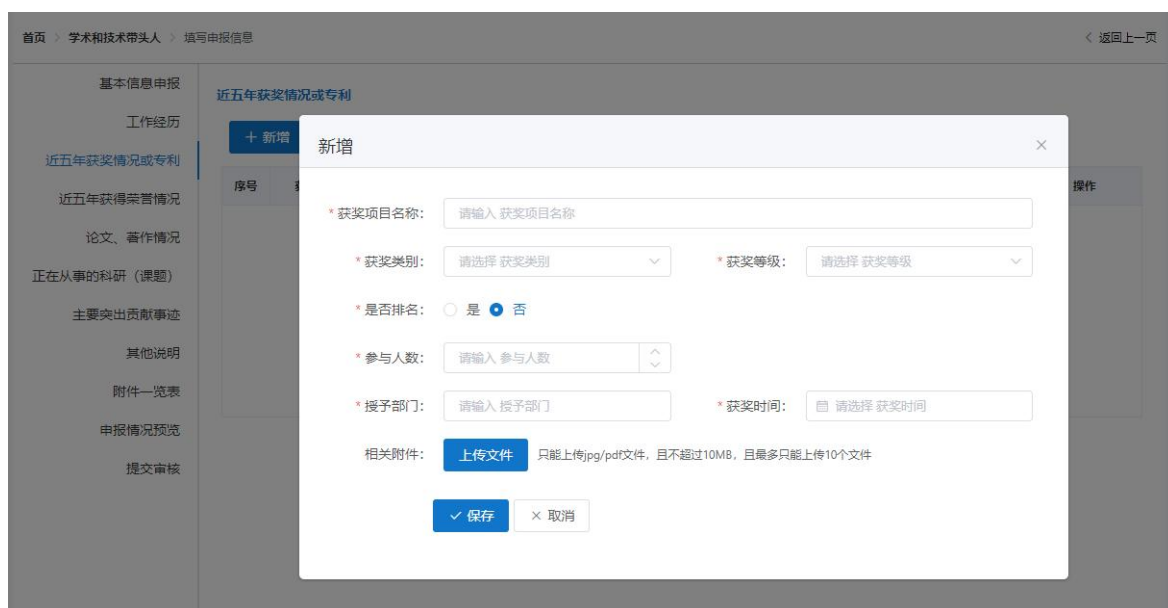 首页 > 学术和技术带头人 > 填写申报信息
< 返回上一页
基本信息申报
工作经历
近五年获奖情况或专利
近五年获得荣誉情况
论文、著作情况
正在从事的科研（课题）
主要突出贡献事迹
其他说明
附件一览表
申报情况预览
提交审核
近五年获奖情况或专利
+ 新增
序号
操作
新增
* 获奖项目名称： 请输入 获奖项目名称
* 获奖类别： 请选择 获奖类别 * 获奖等级： 请选择 获奖等级
* 是否排名： 是 否
* 参与人数： 请输入 参与人数
* 授予部门： 请输入 授予部门 * 获奖时间： 请选择 获奖时间
相关附件： 上传文件 只能上传jpg/pdf文件，且不超过10MB，且最多只能上传10个文件
保存 取消